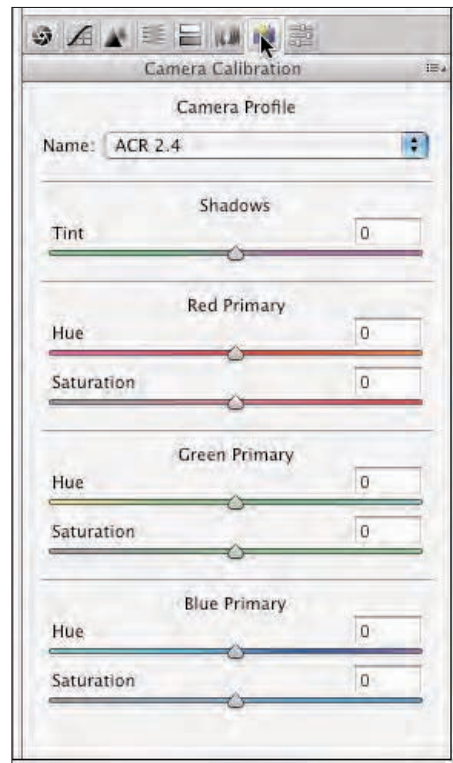 Camera Calibration
Camera Profile
Name: ACR 2.4
Shadows
Tint 0
Red Primary
Hue 0
Saturation 0
Green Primary
Hue 0
Saturation 0
Blue Primary
Hue 0
Saturation 0